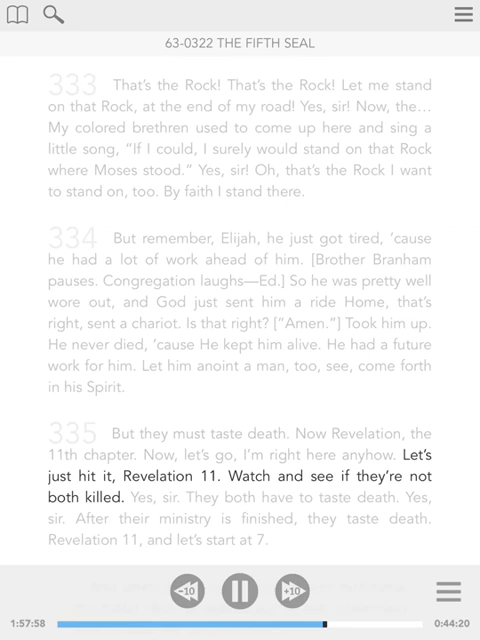 63-0322 THE FIFTH SEAL
333 That's the Rock! That's the Rock! Let me stand
on that Rock, at the end of my road! Yes, sir! Now, the…
My colored brethren used to come up here and sing a
little song, "If I could, I surely would stand on that Rock
where Moses stood." Yes, sir! Oh, that's the Rock I want
to stand on, too. By faith I stand there.
334 But remember, Elijah, he just got tired, 'cause
he had a lot of work ahead of him. [Brother Branham
pauses. Congregation laughs—Ed.] So he was pretty well
wore out, and God just sent him a ride Home, that's
right, sent a chariot. Is that right? ["Amen."] Took him up.
He never died, 'cause He kept him alive. He had a future
work for him. Let him anoint a man, too, see, come forth
in his Spirit.
335 But they must taste death. Now Revelation, the
11th chapter. Now, let's go, I'm right here anyhow. Let's
just hit it, Revelation 11. Watch and see if they're not
both killed. Yes, sir. They both have to taste death. Yes,
sir. After their ministry is finished, they taste death.
Revelation 11, and let's start at 7.
-10 +10
1:57:58 0:44:20